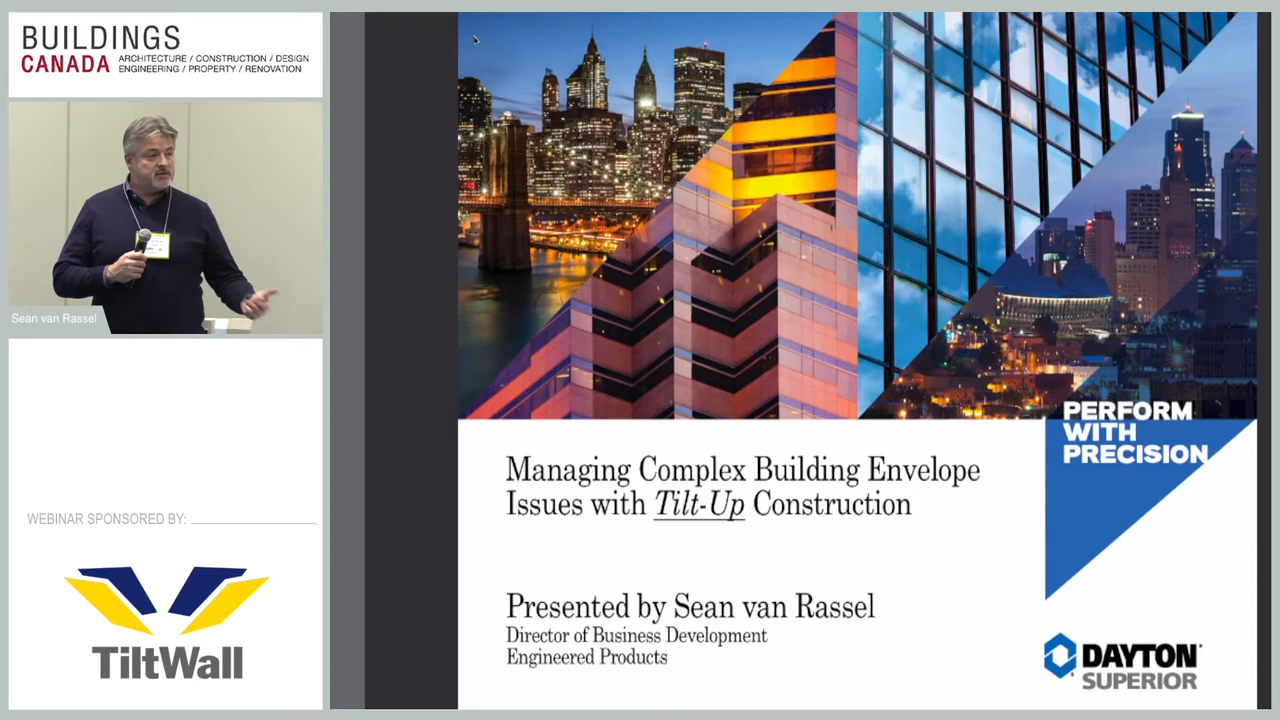 BUILDINGS
CANADA
ARCHITECTURE / CONSTRUCTION / DESIGN
ENGINEERING / PROPERTY / RENOVATION
Sean van Rassel
WEBINAR SPONSORED BY:
TiltWall
PERFORM
WITH
PRECISION
Managing Complex Building Envelope
Issues with Tilt-Up Construction
Presented by Sean van Rassel
Director of Business Development
Engineered Products
DAYTON
SUPERIOR